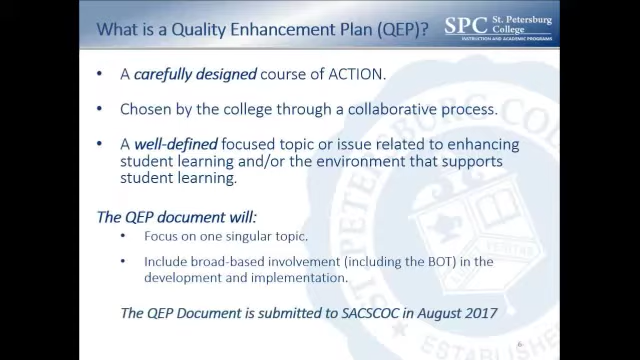 What is a Quality Enhancement Plan (QEP)?
SPC St. Petersburg College
INSTRUCTION AND ACADEMIC PROGRAMS
• A carefully designed course of ACTION.
• Chosen by the college through a collaborative process.
• A well-defined focused topic or issue related to enhancing
student learning and/or the environment that supports
student learning.
The QEP document will:
• Focus on one singular topic.
• Include broad-based involvement (including the BOT) in the
development and implementation.
The QEP Document is submitted to SACSCOC in August 2017
6